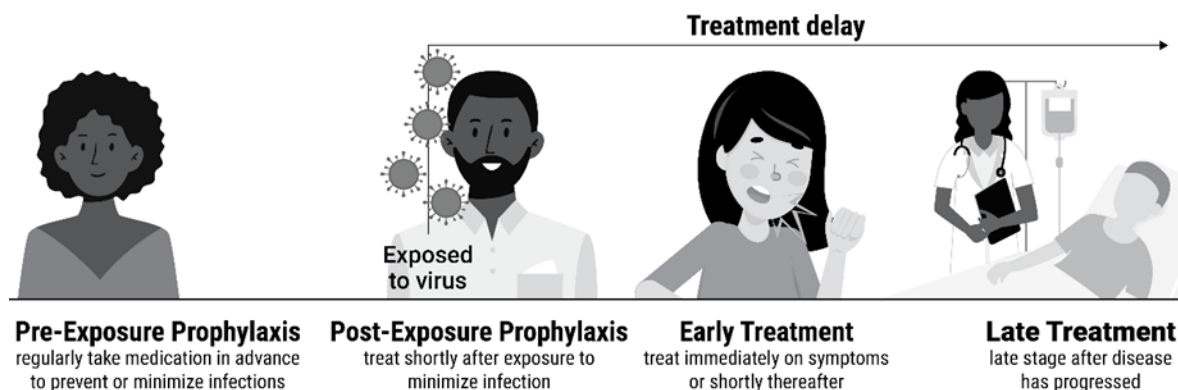 Treatment delay
Exposed
to virus
Pre-Exposure Prophylaxis
regularly take medication in advance
to prevent or minimize infections
Post-Exposure Prophylaxis
treat shortly after exposure to
minimize infection
Early Treatment
treat immediately on symptoms
or shortly thereafter
Late Treatment
late stage after disease
has progressed